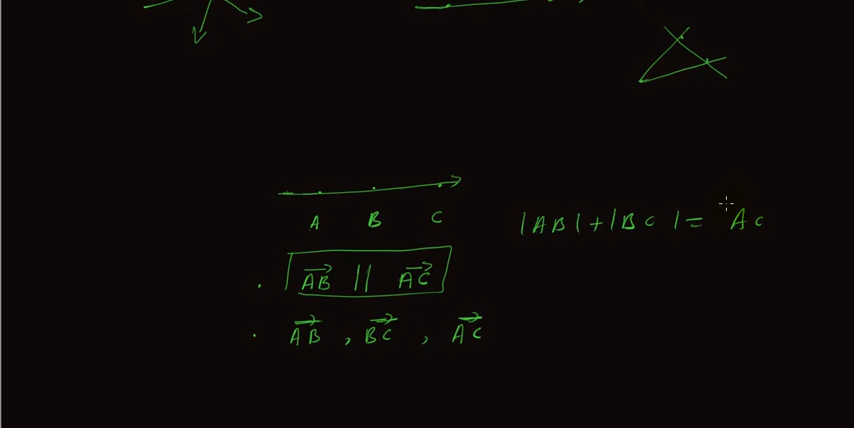 A B C
|AB|+|BC|= AC
. AB || AC
. AB , BC , AC